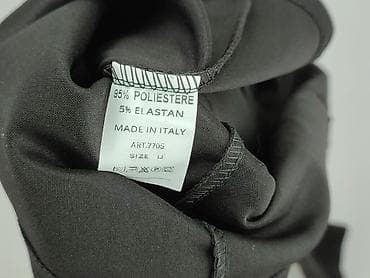 95% POLIESTERE
5% ELASTAN
MADE IN ITALY
ART.7705
SIZE